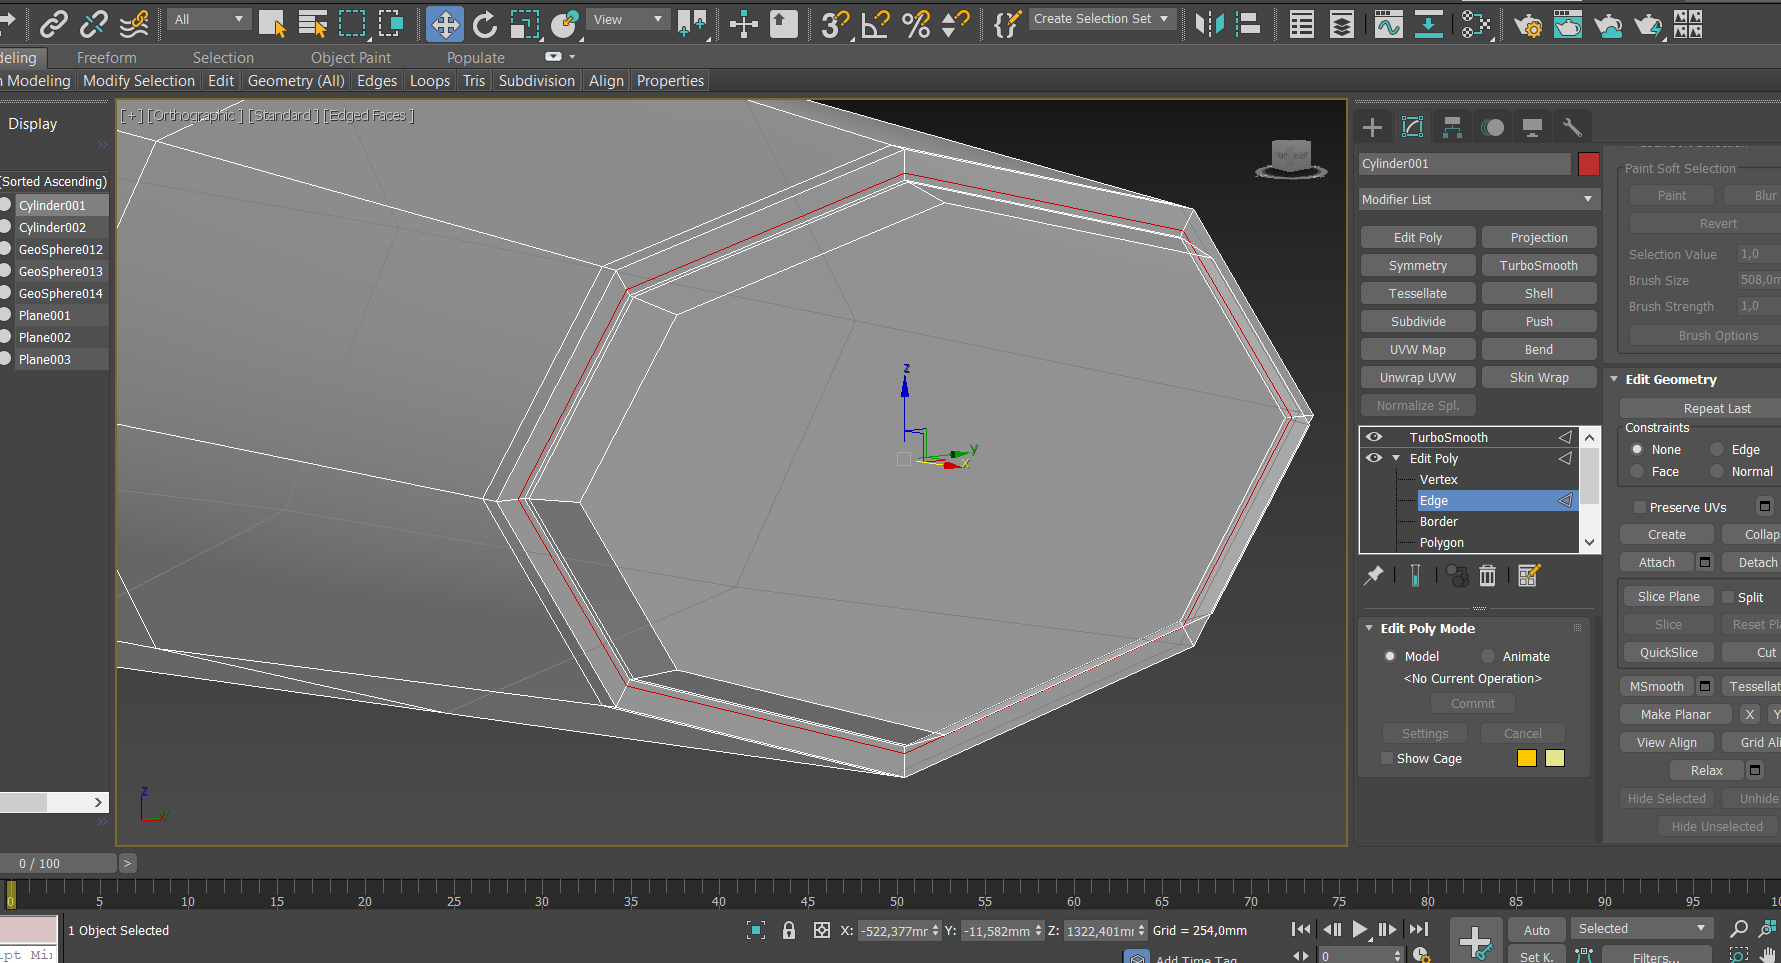 All
View
Create Selection Set
deling
Freeform
Selection
Object Paint
Populate
n Modeling
Modify Selection
Edit
Geometry (All)
Edges
Loops
Tris
Subdivision
Align
Properties
Display
(Sorted Ascending)
Cylinder001
Cylinder002
GeoSphere012
GeoSphere013
GeoSphere014
Plane001
Plane002
Plane003
[+] [Orthographic] [Standard] [Edged Faces]
z
y
x
z
y
Cylinder001
Modifier List
Edit Poly
Projection
Symmetry
TurboSmooth
Tessellate
Shell
Subdivide
Push
UVW Map
Bend
Unwrap UVW
Skin Wrap
Normalize Spl.
TurboSmooth
Edit Poly
Vertex
Edge
Border
Polygon
Edit Poly Mode
Model
Animate
<No Current Operation>
Commit
Settings
Cancel
Show Cage
Paint Soft Selection
Paint
Blur
Revert
Selection Value
1,0
Brush Size
508,0m
Brush Strength
1,0
Brush Options
Edit Geometry
Repeat Last
Constraints
None
Edge
Face
Normal
Preserve UVs
Create
Collap
Attach
Detach
Slice Plane
Split
Slice
Reset Pla
QuickSlice
Cut
MSmooth
Tessellat
Make Planar
X
Y
View Align
Grid Ali
Relax
Hide Selected
Unhide
Hide Unselected
0 / 100
>
0
5
10
15
20
25
30
35
40
45
50
55
60
65
70
75
80
85
90
95
10
1 Object Selected
X: -522,377mr
Y: -11,582mm
Z: 1322,401mr
Grid = 254,0mm
Auto
Selected
ipt Mi
Add Time Tag
0
Set K.
Filters...